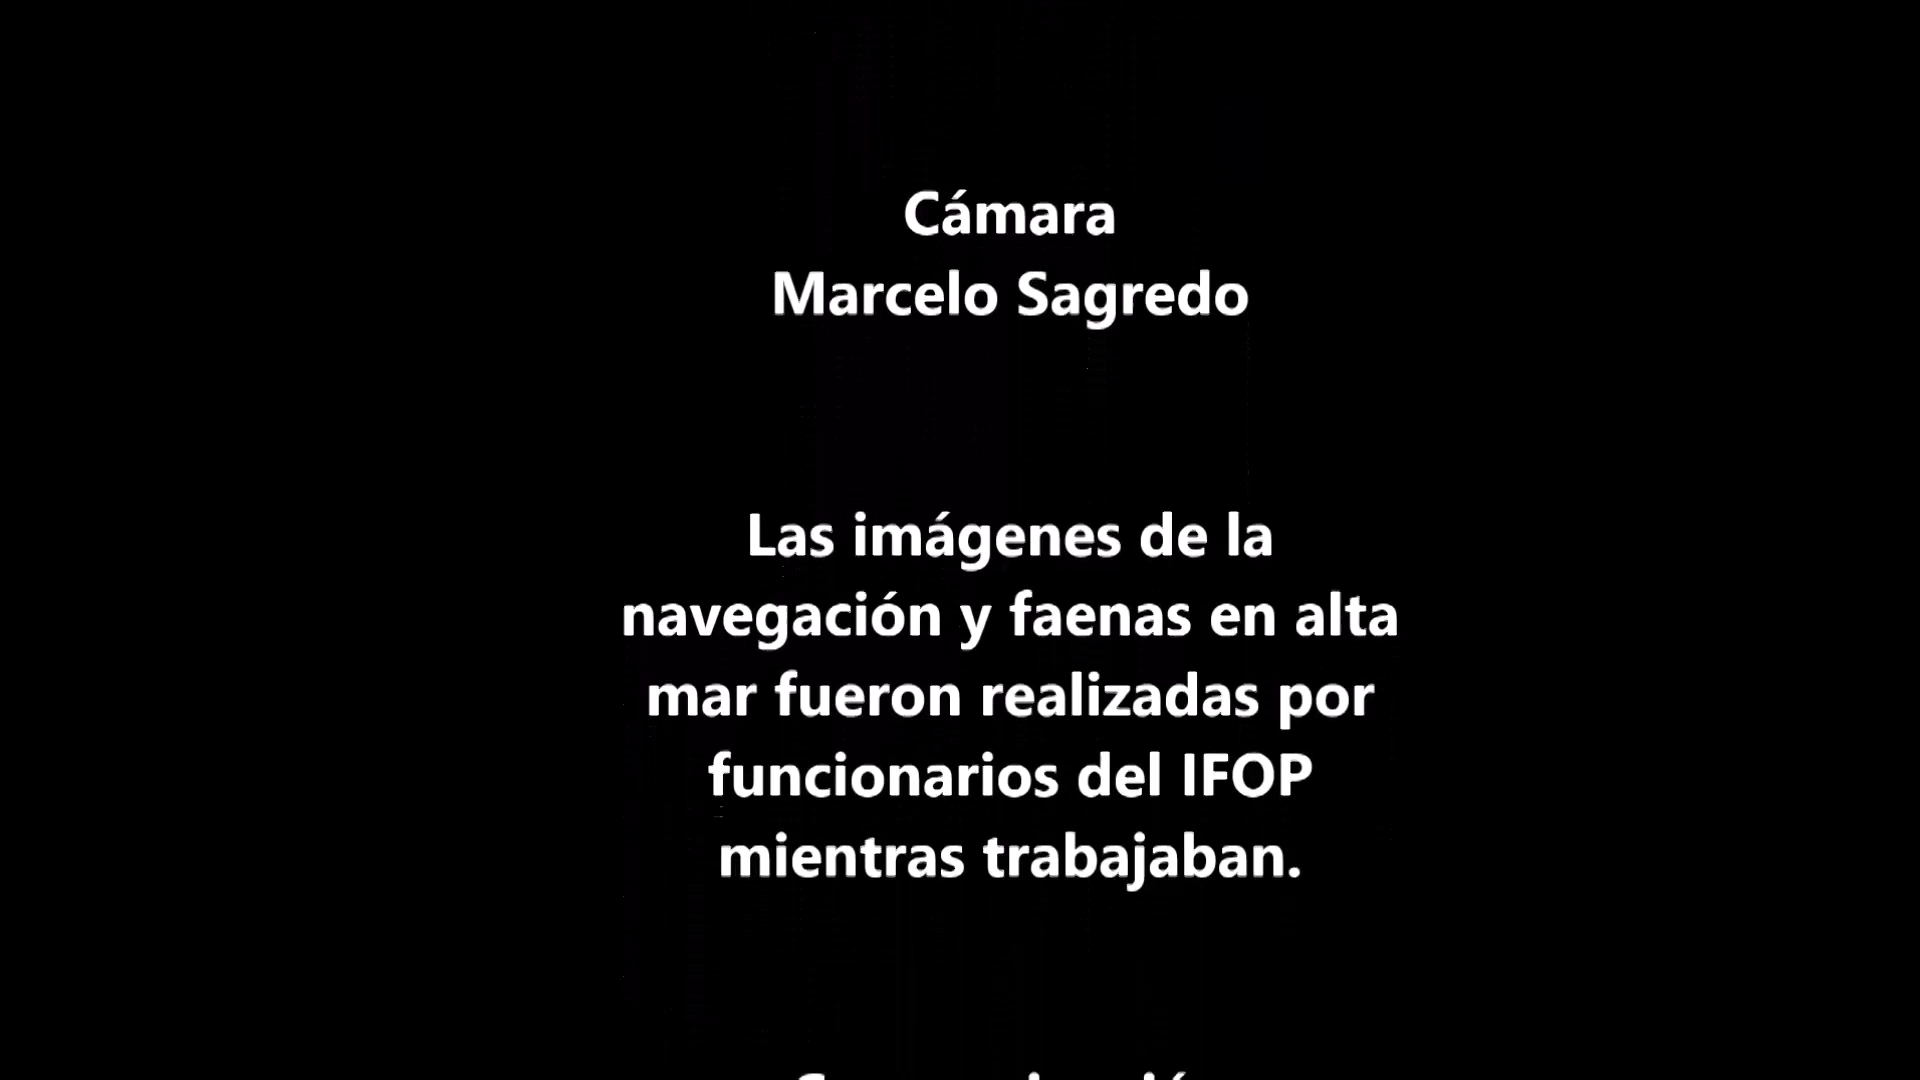 Cámara
Marcelo Sagredo
Las imágenes de la
navegación y faenas en alta
mar fueron realizadas por
funcionarios del IFOP
mientras trabajaban.